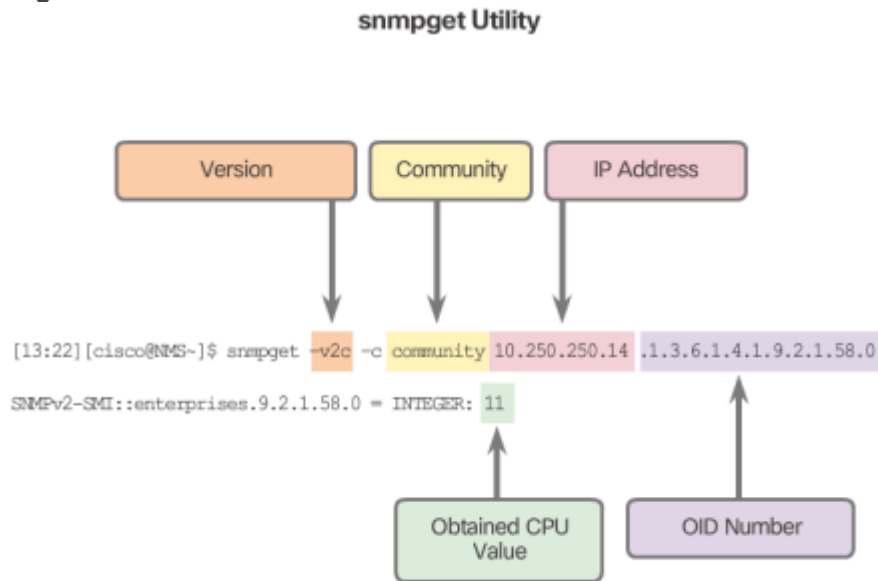 snmpget Utility
Version
Community
IP Address
[13:22][cisco@NMS~]$ snmpget -v2c -c community 10.250.250.14 .1.3.6.1.4.1.9.2.1.58.0
SNMPv2-SMI::enterprises.9.2.1.58.0 = INTEGER: 11
Obtained CPU
Value
OID Number